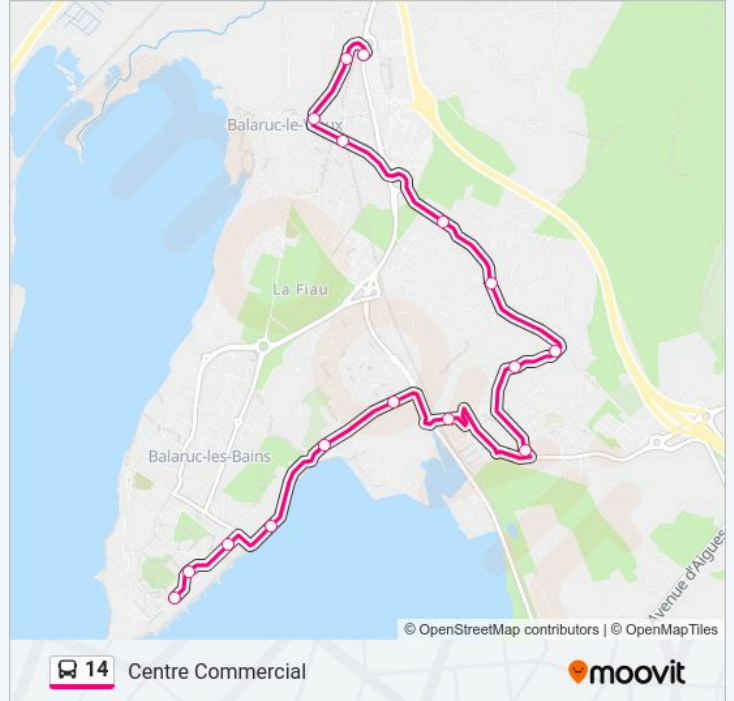 Balaruc-le-Vieux
La Fiau
Balaruc-les-Bains
Avenue d'Aigues
© OpenStreetMap contributors | © OpenMapTiles
14 Centre Commercial
moovit